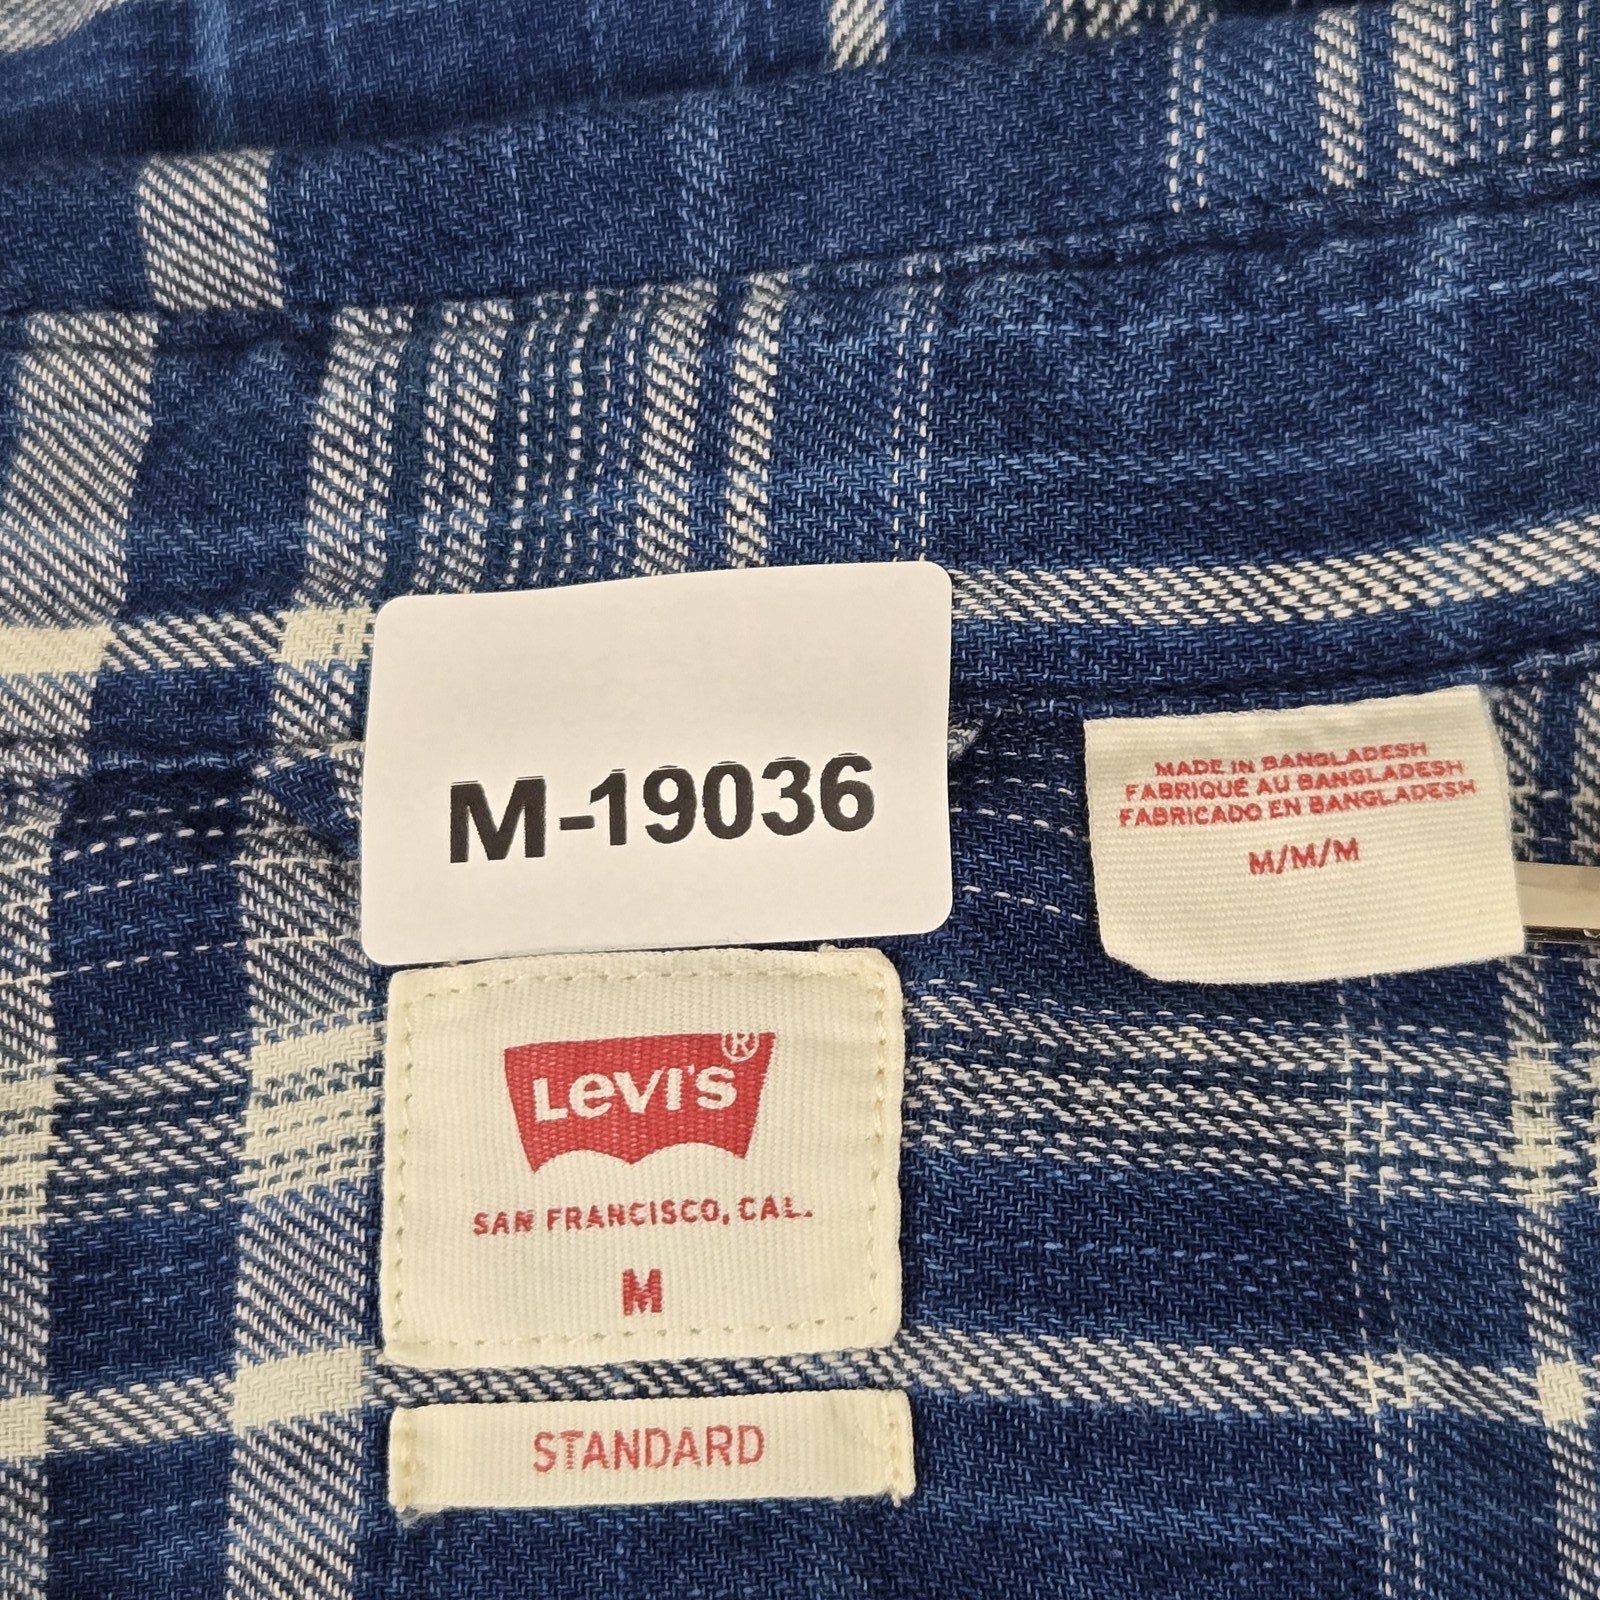 M-19036
MADE IN BANGLADESH
FABRIQUÉ AU BANGLADESH
FABRICADO EN BANGLADESH
M/M/M
LEVI'S®
SAN FRANCISCO, CAL.
M
STANDARD